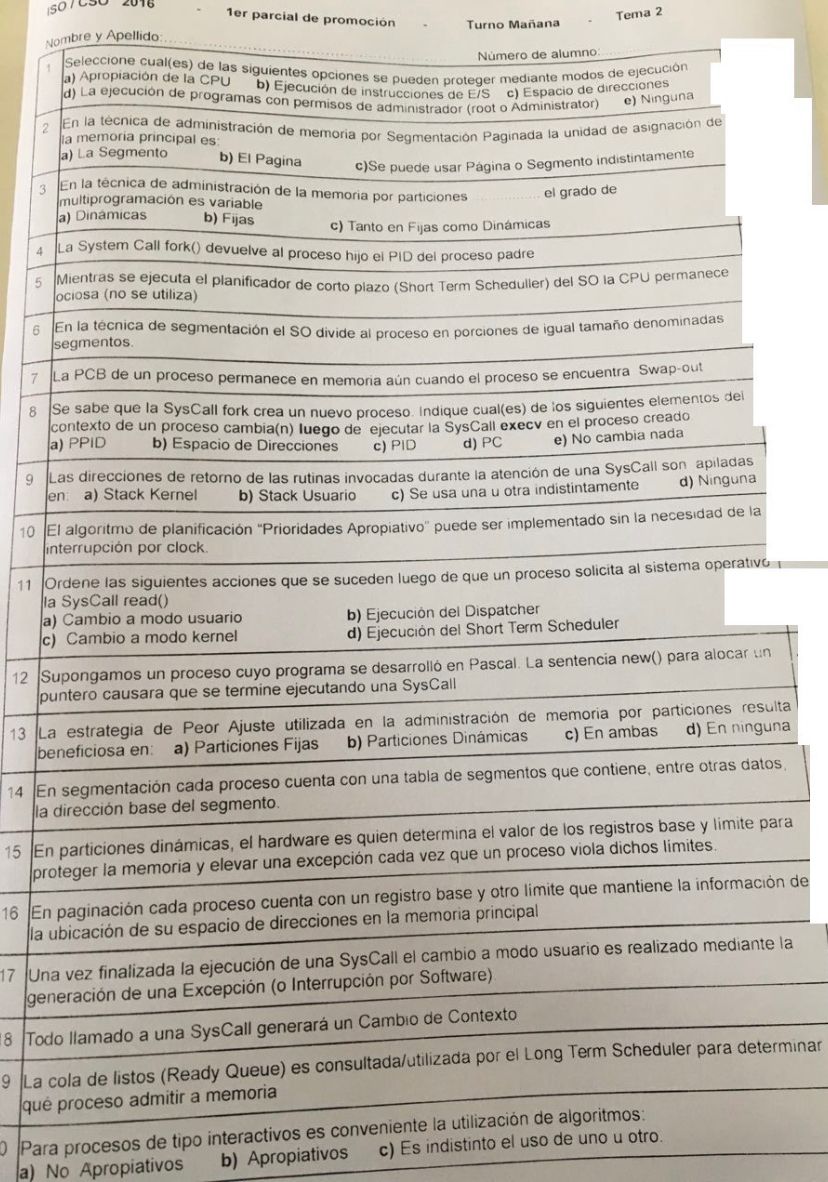 ISO / CSO 2016 - 1er parcial de promoción - Turno Mañana - Tema 2
Nombre y Apellido: Número de alumno:
1 Seleccione cual(es) de las siguientes opciones se pueden proteger mediante modos de ejecución
a) Apropiación de la CPU b) Ejecución de instrucciones de E/S c) Espacio de direcciones
d) La ejecución de programas con permisos de administrador (root o Administrator) e) Ninguna
2 En la técnica de administración de memoria por Segmentación Paginada la unidad de asignación de
la memoria principal es:
a) La Segmento b) El Pagina c)Se puede usar Página o Segmento indistintamente
3 En la técnica de administración de la memoria por particiones ............... el grado de
multiprogramación es variable
a) Dinámicas b) Fijas c) Tanto en Fijas como Dinámicas
4 La System Call fork() devuelve al proceso hijo el PID del proceso padre
5 Mientras se ejecuta el planificador de corto plazo (Short Term Scheduller) del SO la CPU permanece
ociosa (no se utiliza)
6 En la técnica de segmentación el SO divide al proceso en porciones de igual tamaño denominadas
segmentos.
7 La PCB de un proceso permanece en memoria aún cuando el proceso se encuentra Swap-out
8 Se sabe que la SysCall fork crea un nuevo proceso. Indique cual(es) de los siguientes elementos del
contexto de un proceso cambia(n) luego de ejecutar la SysCall execv en el proceso creado
a) PPID b) Espacio de Direcciones c) PID d) PC e) No cambia nada
9 Las direcciones de retorno de las rutinas invocadas durante la atención de una SysCall son apiladas
en: a) Stack Kernel b) Stack Usuario c) Se usa una u otra indistintamente d) Ninguna
10 El algoritmo de planificación "Prioridades Apropiativo" puede ser implementado sin la necesidad de la
interrupción por clock.
11 Ordene las siguientes acciones que se suceden luego de que un proceso solicita al sistema operativo
la SysCall read()
a) Cambio a modo usuario b) Ejecución del Dispatcher
c) Cambio a modo kernel d) Ejecución del Short Term Scheduler
12 Supongamos un proceso cuyo programa se desarrolló en Pascal. La sentencia new() para alocar un
puntero causara que se termine ejecutando una SysCall
13 La estrategia de Peor Ajuste utilizada en la administración de memoria por particiones resulta
beneficiosa en: a) Particiones Fijas b) Particiones Dinámicas c) En ambas d) En ninguna
14 En segmentación cada proceso cuenta con una tabla de segmentos que contiene, entre otras datos,
la dirección base del segmento.
15 En particiones dinámicas, el hardware es quien determina el valor de los registros base y límite para
proteger la memoria y elevar una excepción cada vez que un proceso viola dichos límites.
16 En paginación cada proceso cuenta con un registro base y otro límite que mantiene la información de
la ubicación de su espacio de direcciones en la memoria principal
17 Una vez finalizada la ejecución de una SysCall el cambio a modo usuario es realizado mediante la
generación de una Excepción (o Interrupción por Software)
8 Todo llamado a una SysCall generará un Cambio de Contexto
9 La cola de listos (Ready Queue) es consultada/utilizada por el Long Term Scheduler para determinar
qué proceso admitir a memoria
0 Para procesos de tipo interactivos es conveniente la utilización de algoritmos:
a) No Apropiativos b) Apropiativos c) Es indistinto el uso de uno u otro.